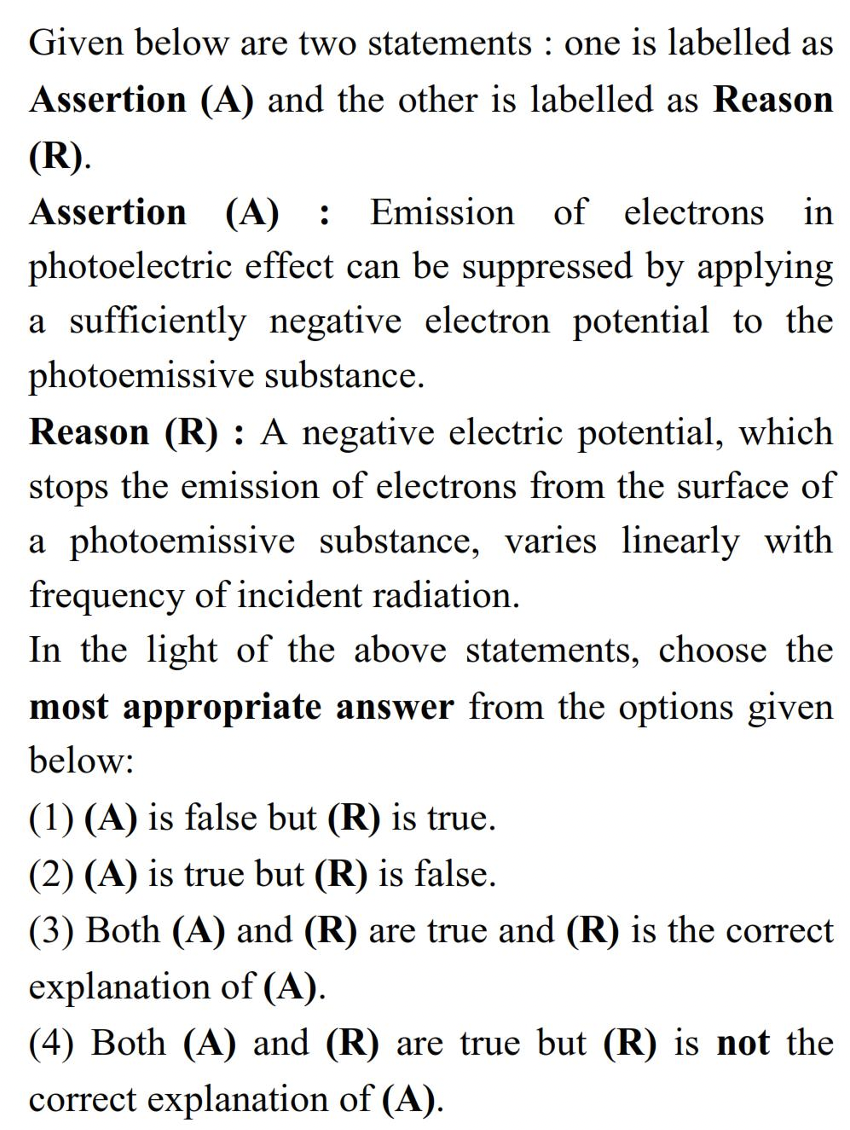 Given below are two statements : one is labelled as
Assertion (A) and the other is labelled as Reason
(R).
Assertion (A) : Emission of electrons in
photoelectric effect can be suppressed by applying
a sufficiently negative electron potential to the
photoemissive substance.
Reason (R) : A negative electric potential, which
stops the emission of electrons from the surface of
a photoemissive substance, varies linearly with
frequency of incident radiation.
In the light of the above statements, choose the
most appropriate answer from the options given
below:
(1) (A) is false but (R) is true.
(2) (A) is true but (R) is false.
(3) Both (A) and (R) are true and (R) is the correct
explanation of (A).
(4) Both (A) and (R) are true but (R) is not the
correct explanation of (A).